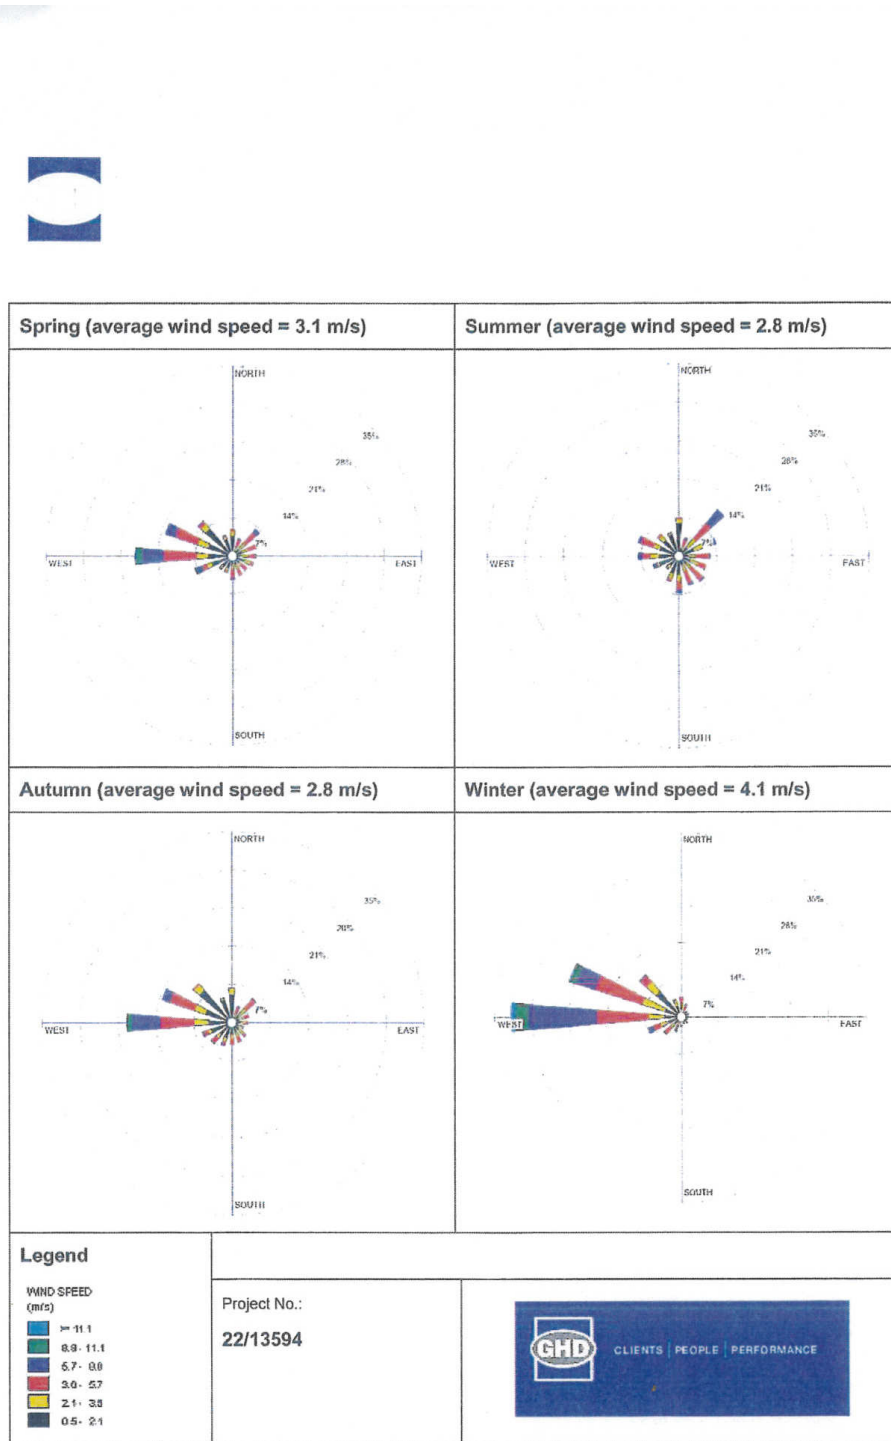 Spring (average wind speed = 3.1 m/s)
Summer (average wind speed = 2.8 m/s)
NORTH
35%
28%
21%
14%
7%
WEST
EAST
SOUTH
NORTH
35%
28%
21%
14%
7%
WEST
EAST
SOUTH
Autumn (average wind speed = 2.8 m/s)
Winter (average wind speed = 4.1 m/s)
NORTH
35%
28%
21%
14%
7%
WEST
EAST
SOUTH
NORTH
35%
28%
21%
14%
7%
WEST
EAST
SOUTH
Legend
WIND SPEED
(m/s)
>= 11.1
8.8- 11.1
5.7- 8.8
3.6- 5.7
2.1- 3.6
0.5- 2.1
Project No.:
22/13594
GHD
CLIENTS | PEOPLE | PERFORMANCE